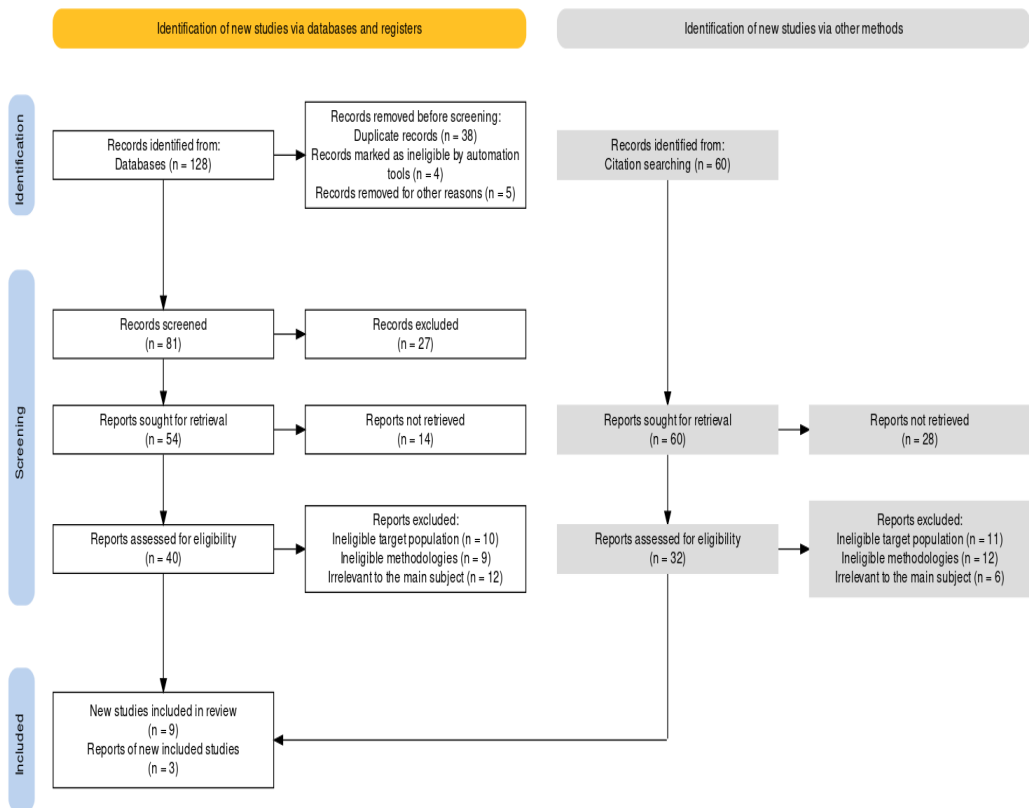 Identification of new studies via databases and registers
Identification of new studies via other methods
Identification
Records identified from:
Databases (n = 128)
Records removed before screening:
Duplicate records (n = 38)
Records marked as ineligible by automation
tools (n = 4)
Records removed for other reasons (n = 5)
Records identified from:
Citation searching (n = 60)
Screening
Records screened
(n = 81)
Records excluded
(n = 27)
Reports sought for retrieval
(n = 54)
Reports not retrieved
(n = 14)
Reports sought for retrieval
(n = 60)
Reports not retrieved
(n = 28)
Reports assessed for eligibility
(n = 40)
Reports excluded:
Ineligible target population (n = 10)
Ineligible methodologies (n = 9)
Irrelevant to the main subject (n = 12)
Reports assessed for eligibility
(n = 32)
Reports excluded:
Ineligible target population (n = 11)
Ineligible methodologies (n = 12)
Irrelevant to the main subject (n = 6)
Included
New studies included in review
(n = 9)
Reports of new included studies
(n = 3)